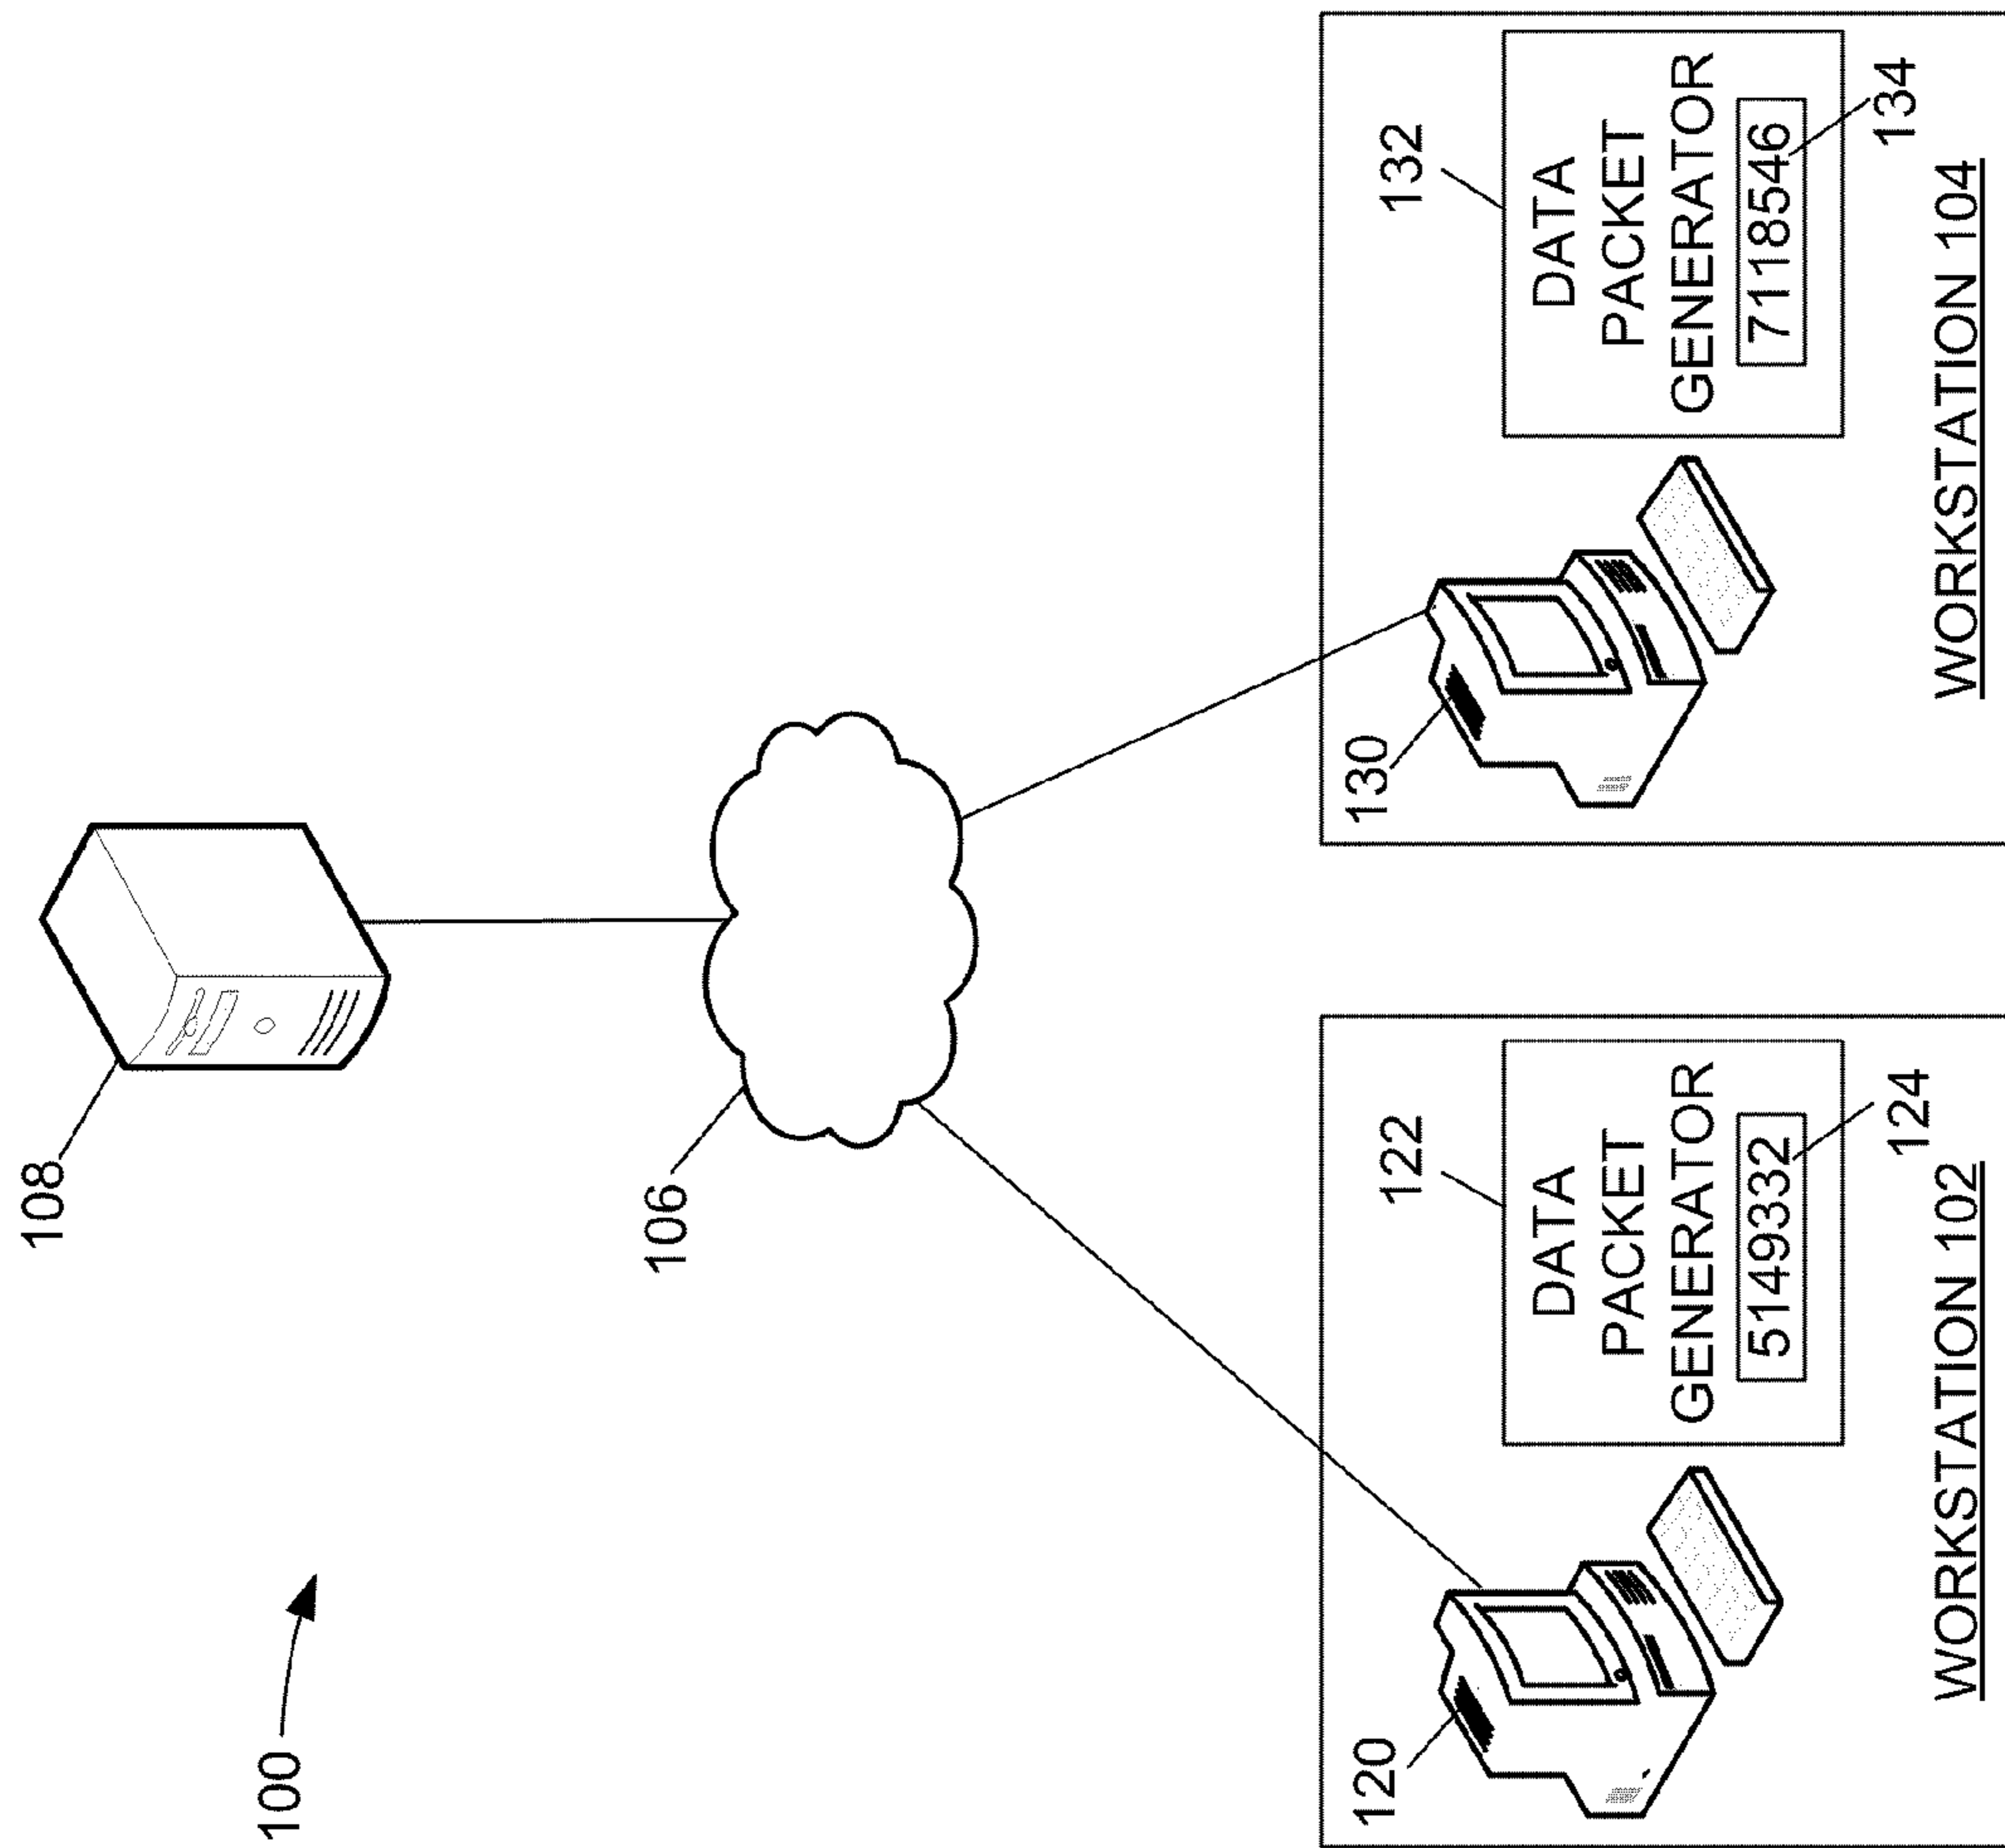 100
108
106
120
122
DATA
PACKET
GENERATOR
5149332
124
WORKSTATION 102
130
132
DATA
PACKET
GENERATOR
7118546
134
WORKSTATION 104